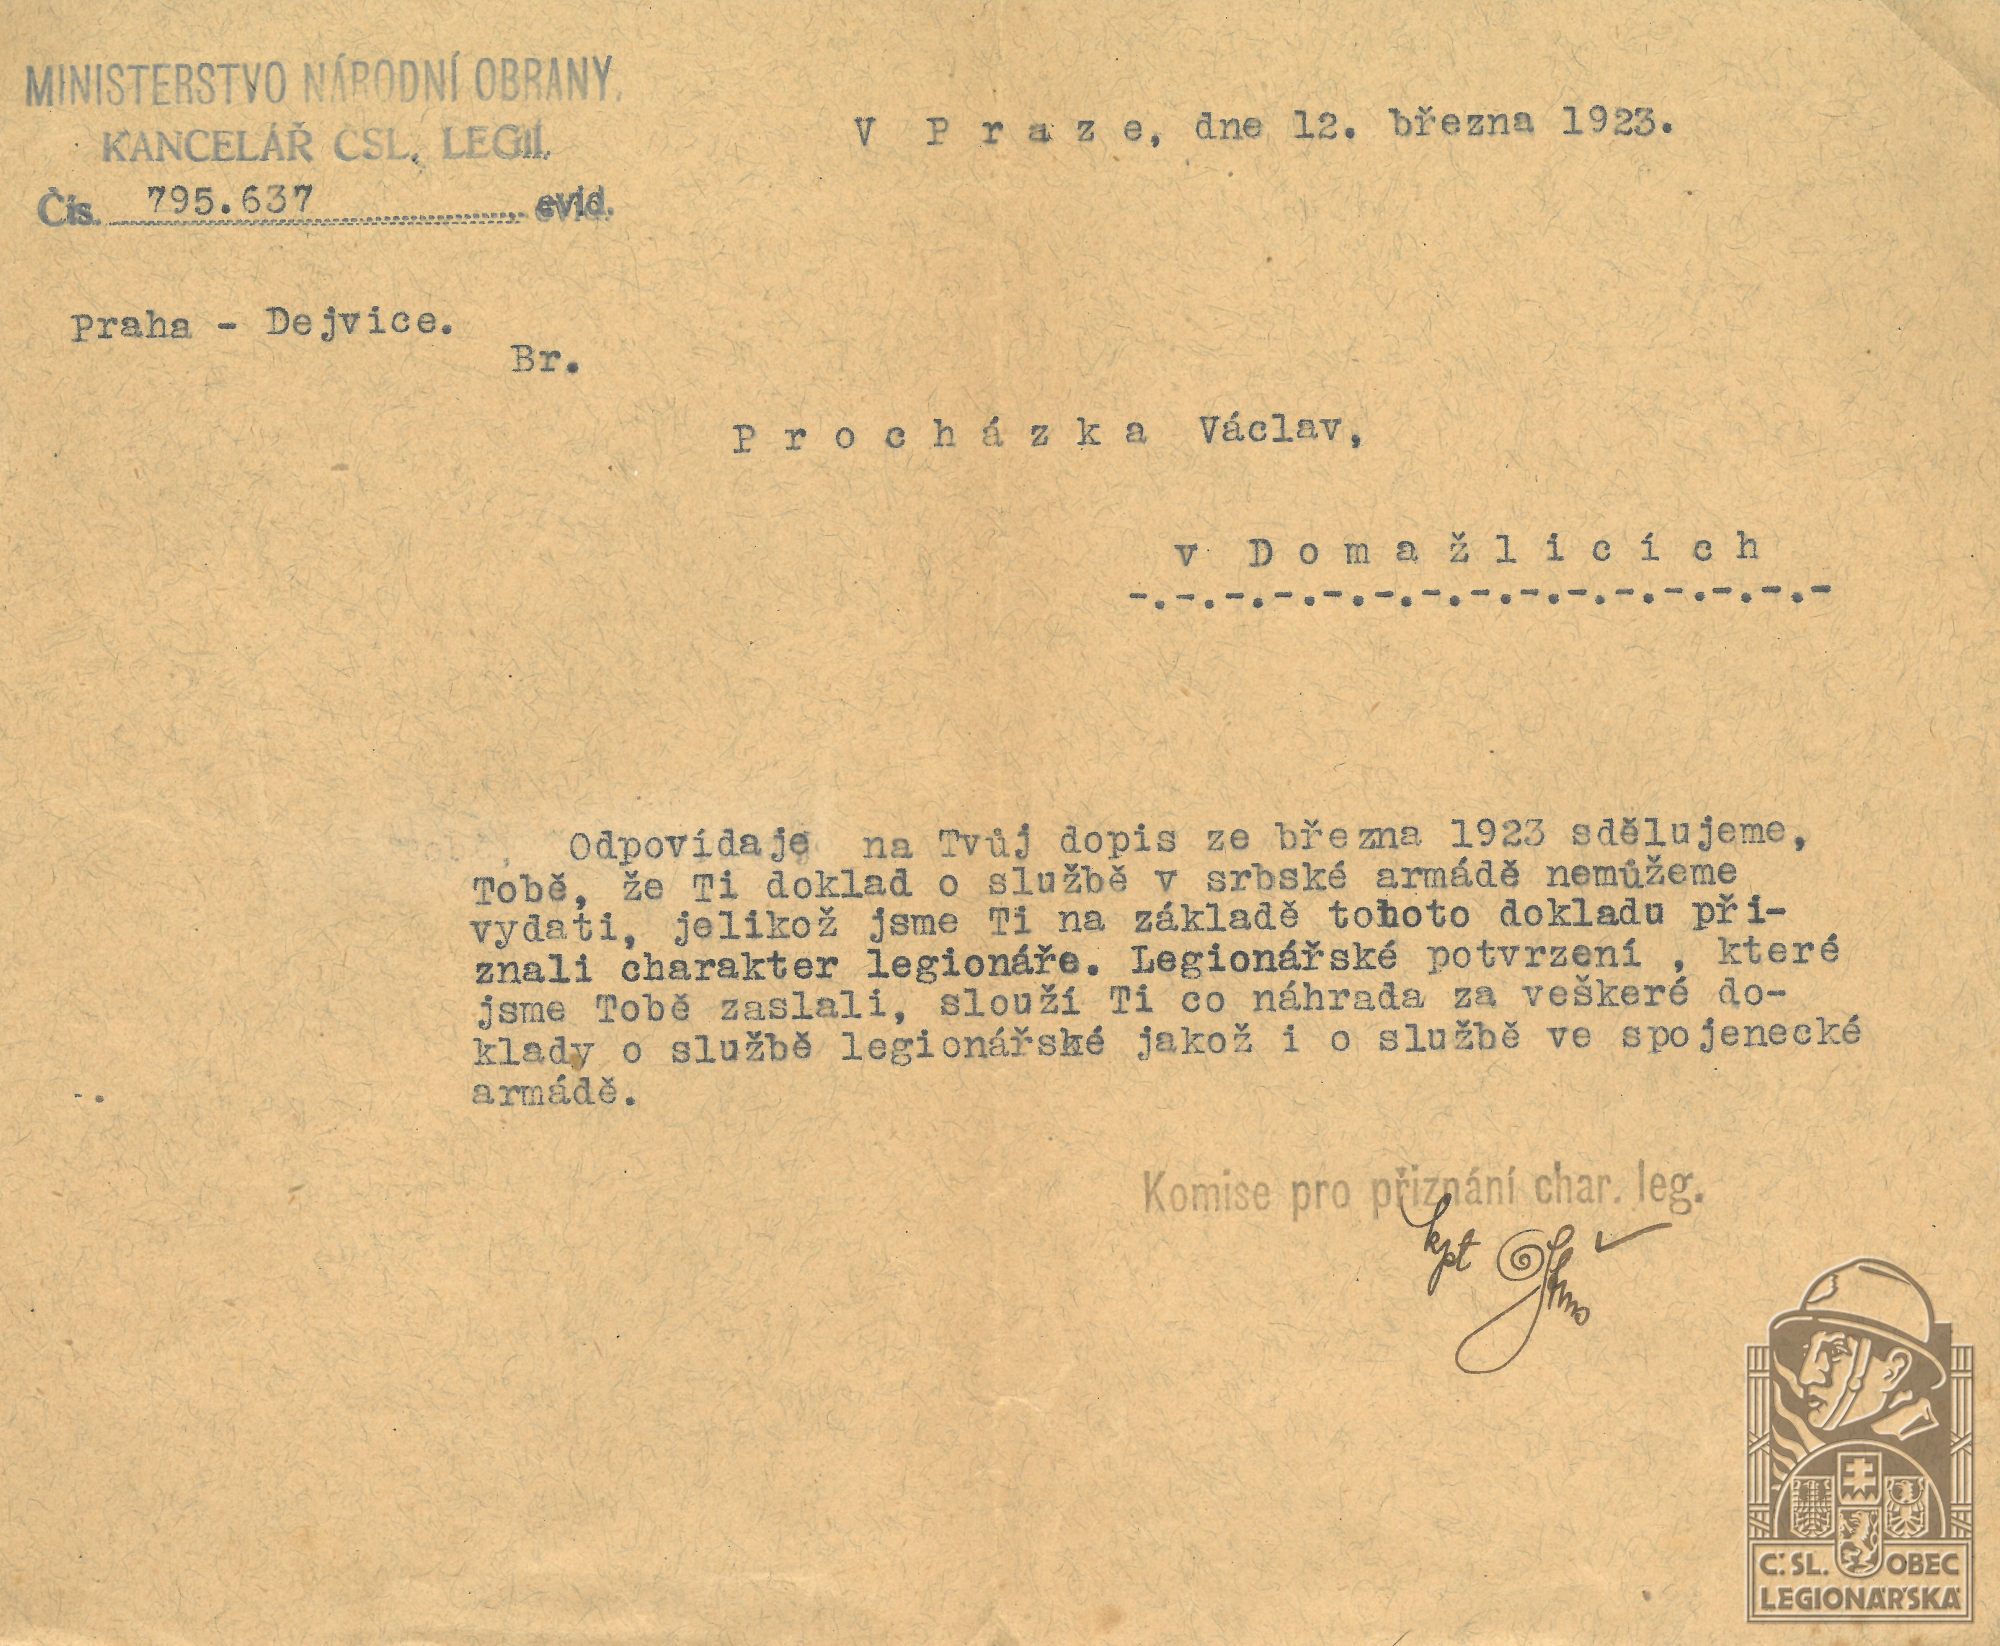 MINISTERSTVO NÁRODNÍ OBRANY.
KANCELÁŘ ČSL. LEGIÍ.
Čís. 795.637 evid.
V Praze, dne 12. března 1923.
Praha - Dejvice.
Br.
Procházka Václav,
v Domažlicích
-.-.-.-.-.-.-.-.-.-.-.-.-.-.-
Odpovídaje na Tvůj dopis ze března 1923 sdělujeme,
Tobě, že Ti doklad o službě v srbské armádě nemůžeme
vydati, jelikož jsme Ti na základě tohoto dokladu při-
znali charakter legionáře. Legionářské potvrzení , které
jsme Tobě zaslali, slouží Ti co náhrada za veškeré do-
klady o službě legionářské jakož i o službě ve spojenecké
armádě.
Komise pro přiznání char. leg.
kpt
Č. SL. OBEC
LEGIONÁŘSKÁ